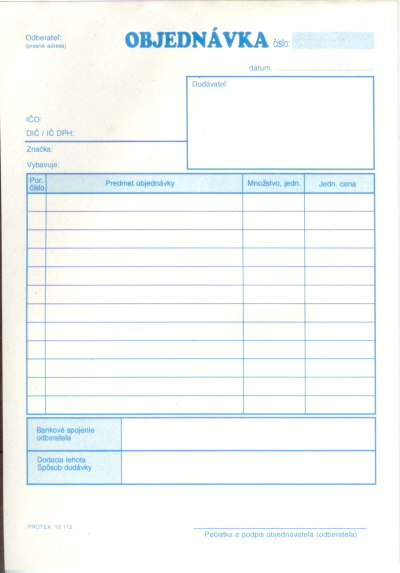 Odberateľ:
(presná adresa)
OBJEDNÁVKA číslo:
dátum: ........................................
Dodávateľ:
IČO:
DIČ / IČ DPH:
Značka:
Vybavuje:
Por. číslo
Predmet objednávky
Množstvo, jedn.
Jedn. cena
Bankové spojenie
odberateľa
Dodacia lehota
Spôsob dodávky
PROTEX 13 112
Pečiatka a podpis objednávateľa (odberateľa)